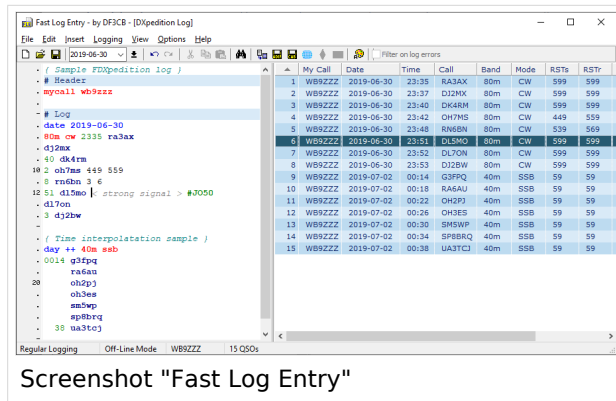 Fast Log Entry - by DF3CB - [DXpedition Log]
File Edit Insert Logging View Options Help
2019-06-30 Filter on log errors
{ Sample FDXpedition log }
# Header
mycall wb9zzz
# Log
date 2019-06-30
80m cw 2335 ra3ax
dj2mx
40 dk4rm
10 2 oh7ms 449 559
8 rn6bn 3 6
12 51 dl5mo < strong signal > #JO50
dl7on
3 dj2bw
{ Time interpolatation sample }
day ++ 40m ssb
0014 g3fpq
ra6au
20 oh2pj
oh3es
sm5wp
sp8brq
38 ua3tcj
My Call Date Time Call Band Mode RSTs RSTr
1 WB9ZZZ 2019-06-30 23:35 RA3AX 80m CW 599 599
2 WB9ZZZ 2019-06-30 23:37 DJ2MX 80m CW 599 599
3 WB9ZZZ 2019-06-30 23:40 DK4RM 80m CW 599 599
4 WB9ZZZ 2019-06-30 23:42 OH7MS 80m CW 449 559
5 WB9ZZZ 2019-06-30 23:48 RN6BN 80m CW 539 569
6 WB9ZZZ 2019-06-30 23:51 DL5MO 80m CW 599 599
7 WB9ZZZ 2019-06-30 23:52 DL7ON 80m CW 599 599
8 WB9ZZZ 2019-06-30 23:53 DJ2BW 80m CW 599 599
9 WB9ZZZ 2019-07-02 00:14 G3FPQ 40m SSB 59 59
10 WB9ZZZ 2019-07-02 00:18 RA6AU 40m SSB 59 59
11 WB9ZZZ 2019-07-02 00:22 OH2PJ 40m SSB 59 59
12 WB9ZZZ 2019-07-02 00:26 OH3ES 40m SSB 59 59
13 WB9ZZZ 2019-07-02 00:30 SM5WP 40m SSB 59 59
14 WB9ZZZ 2019-07-02 00:34 SP8BRQ 40m SSB 59 59
15 WB9ZZZ 2019-07-02 00:38 UA3TCJ 40m SSB 59 59
Regular Logging Off-Line Mode WB9ZZZ 15 QSOs
Screenshot "Fast Log Entry"